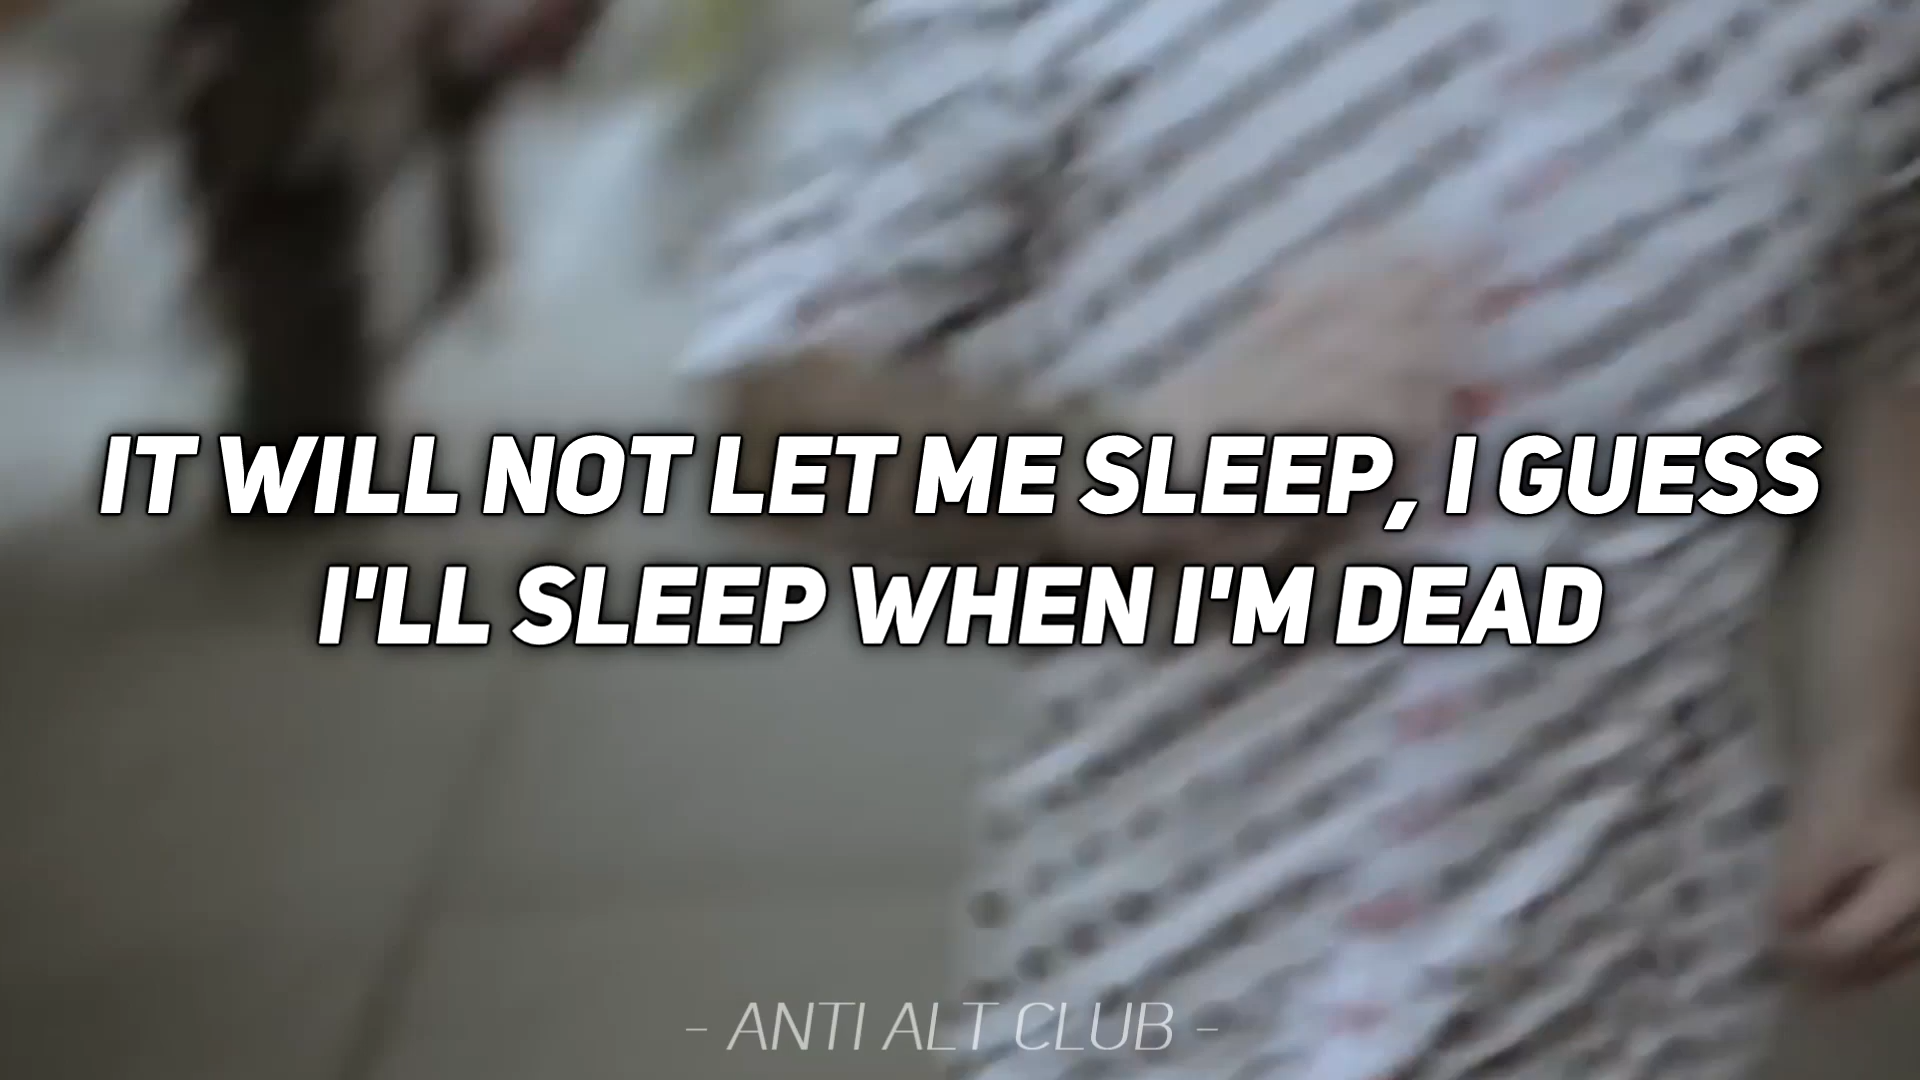 IT WILL NOT LET ME SLEEP, I GUESS
I'LL SLEEP WHEN I'M DEAD
- ANTI ALT CLUB -